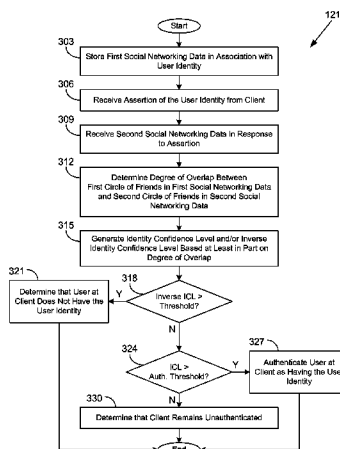 121
Start
303
Store First Social Networking Data in Association with
User Identity
306
Receive Assertion of the User Identity from Client
309
Receive Second Social Networking Data in Response
to Assertion
312
Determine Degree of Overlap Between
First Circle of Friends in First Social Networking Data
and Second Circle of Friends in Second Social
Networking Data
315
Generate Identity Confidence Level and/or Inverse
Identity Confidence Level Based at Least in Part on
Degree of Overlap
318
Inverse ICL >
Threshold?
Y
N
321
Determine that User at
Client Does Not Have the
User Identity
324
ICL >
Auth. Threshold?
Y
N
327
Authenticate User at
Client as Having the User
Identity
330
Determine that Client Remains Unauthenticated
End